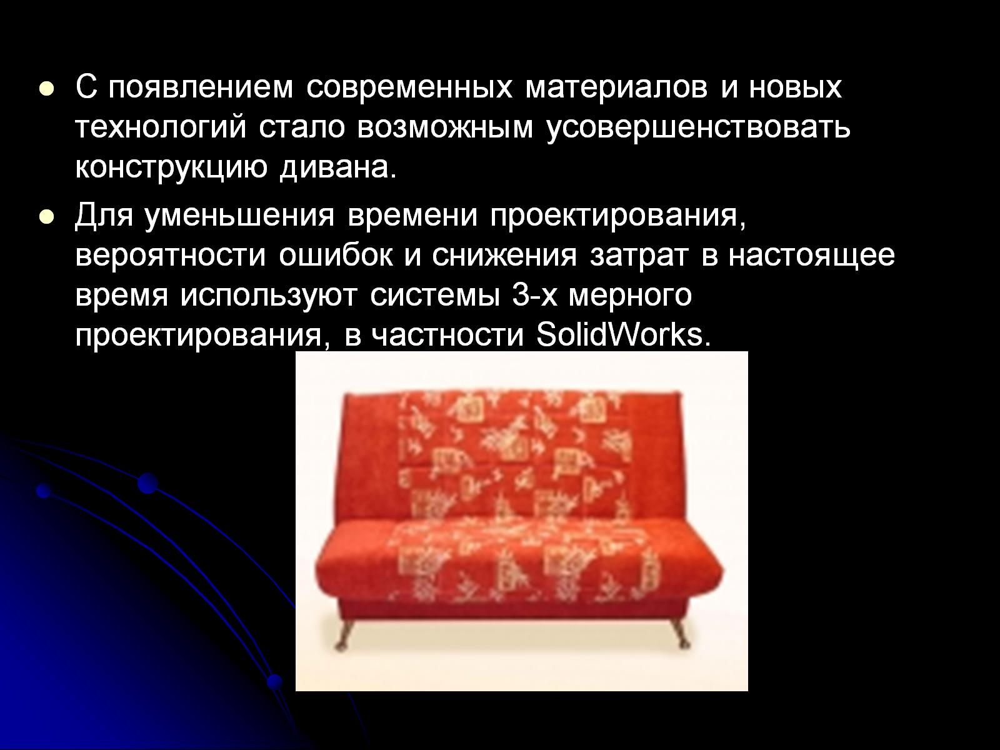 С появлением современных материалов и новых
технологий стало возможным усовершенствовать
конструкцию дивана.
Для уменьшения времени проектирования,
вероятности ошибок и снижения затрат в настоящее
время используют системы 3-х мерного
проектирования, в частности SolidWorks.